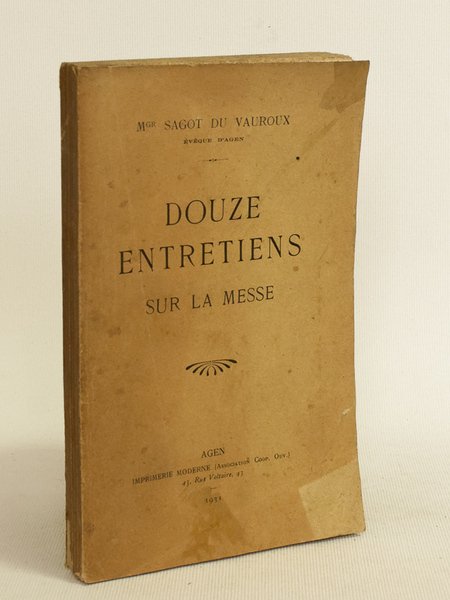 Mgr SAGOT DU VAUROUX
ÉVÊQUE D'AGEN
DOUZE
ENTRETIENS
SUR LA MESSE
AGEN
IMPRIMERIE MODERNE (Association Coop. Ouv.)
43, Rue Voltaire, 43